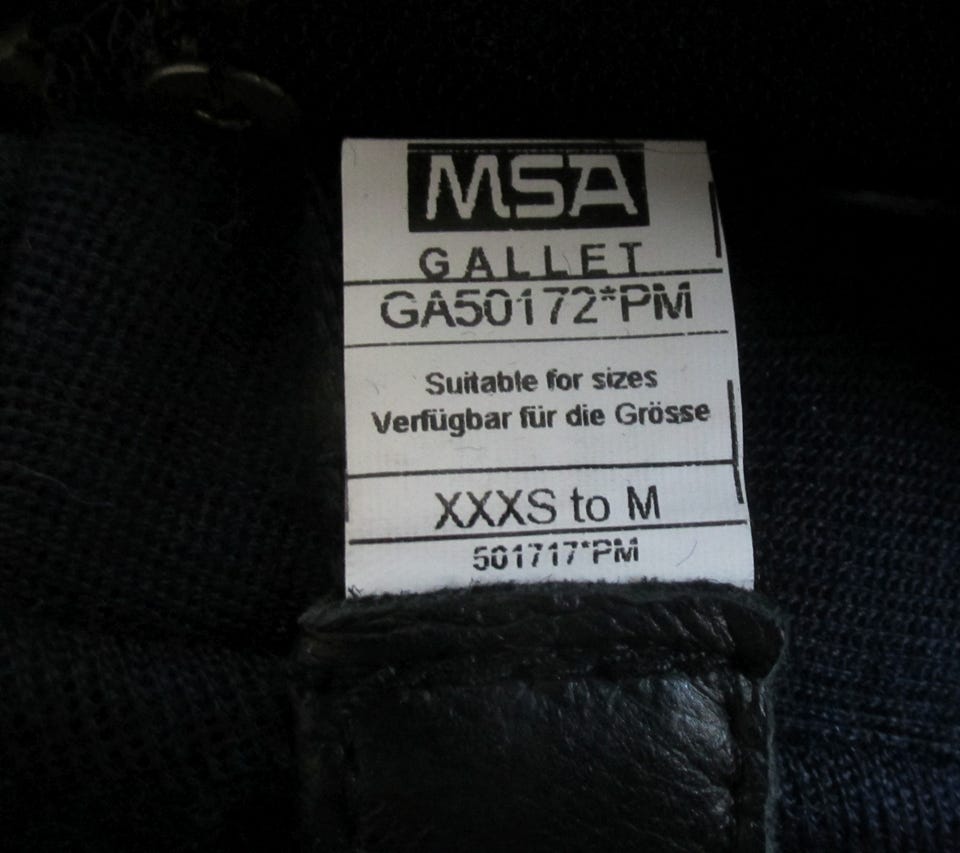 MSA
GALLET
GA50172*PM
Suitable for sizes
Verfügbar für die Grösse
XXXS to M
501717*PM